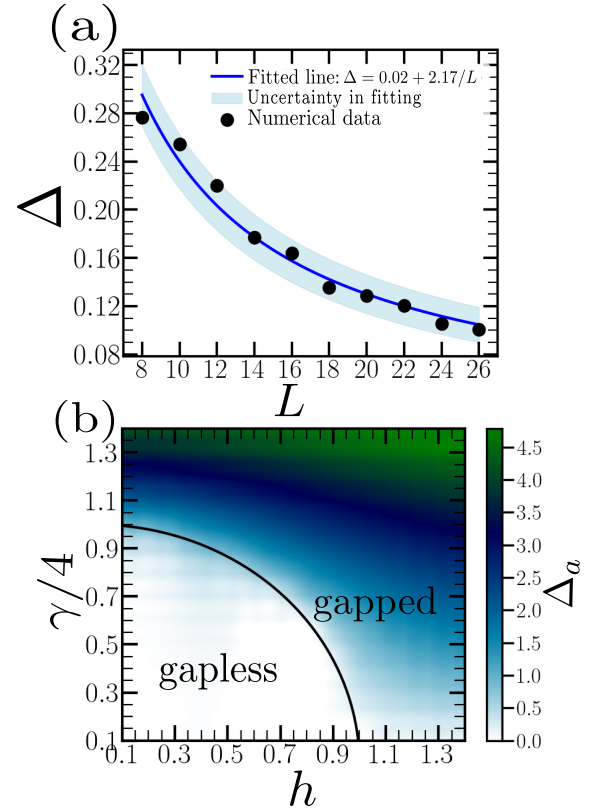 (a)
0.32
0.28
0.24
0.20
0.16
0.12
0.08
Δ
Fitted line: Δ = 0.02 + 2.17/L
Uncertainty in fitting
Numerical data
8 10 12 14 16 18 20 22 24 26
L
(b)
1.3
1.1
0.9
0.7
0.5
0.3
0.1
γ/4
gapped
gapless
0.1 0.3 0.5 0.7 0.9 1.1 1.3
h
4.5
4.0
3.5
3.0
2.5
2.0
1.5
1.0
0.5
0.0
Δa